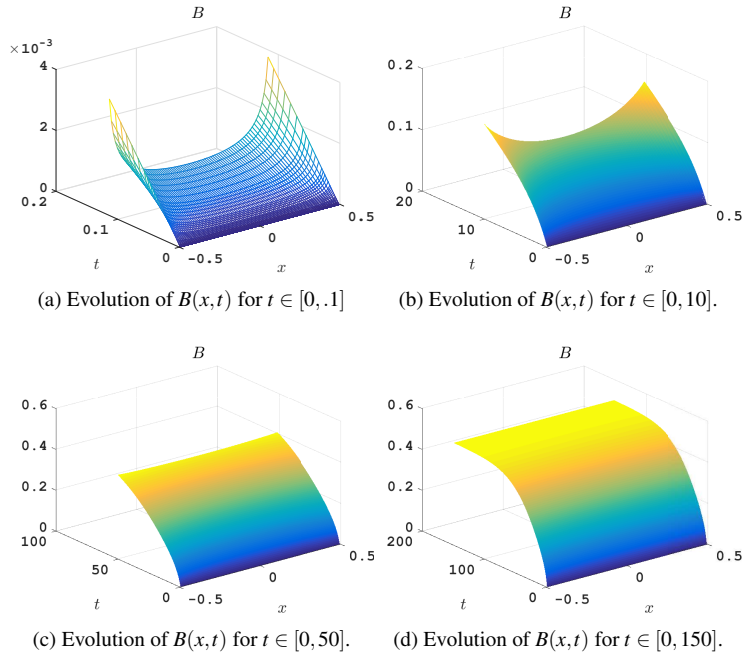 B
×10⁻³
4
2
0
0.2
0.1
0
t
-0.5
0
0.5
x
(a) Evolution of B(x,t) for t ∈ [0,.1]
B
0.2
0.1
0
20
10
0
t
-0.5
0
0.5
x
(b) Evolution of B(x,t) for t ∈ [0,10].
B
0.6
0.4
0.2
0
100
50
0
t
-0.5
0
0.5
x
(c) Evolution of B(x,t) for t ∈ [0,50].
B
0.6
0.4
0.2
0
200
100
0
t
-0.5
0
0.5
x
(d) Evolution of B(x,t) for t ∈ [0,150].